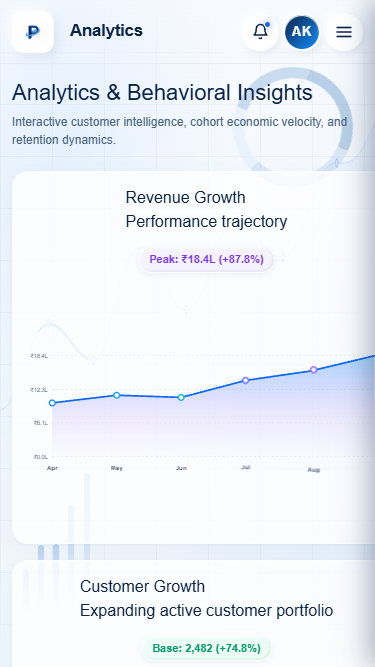 P
Analytics
AK
Analytics & Behavioral Insights
Interactive customer intelligence, cohort economic velocity, and
retention dynamics.
Revenue Growth
Performance trajectory
Peak: ₹18.4L (+87.8%)
₹18.4L
₹12.3L
₹6.1L
₹0.0L
Apr May Jun Jul Aug
Customer Growth
Expanding active customer portfolio
Base: 2,482 (+74.8%)